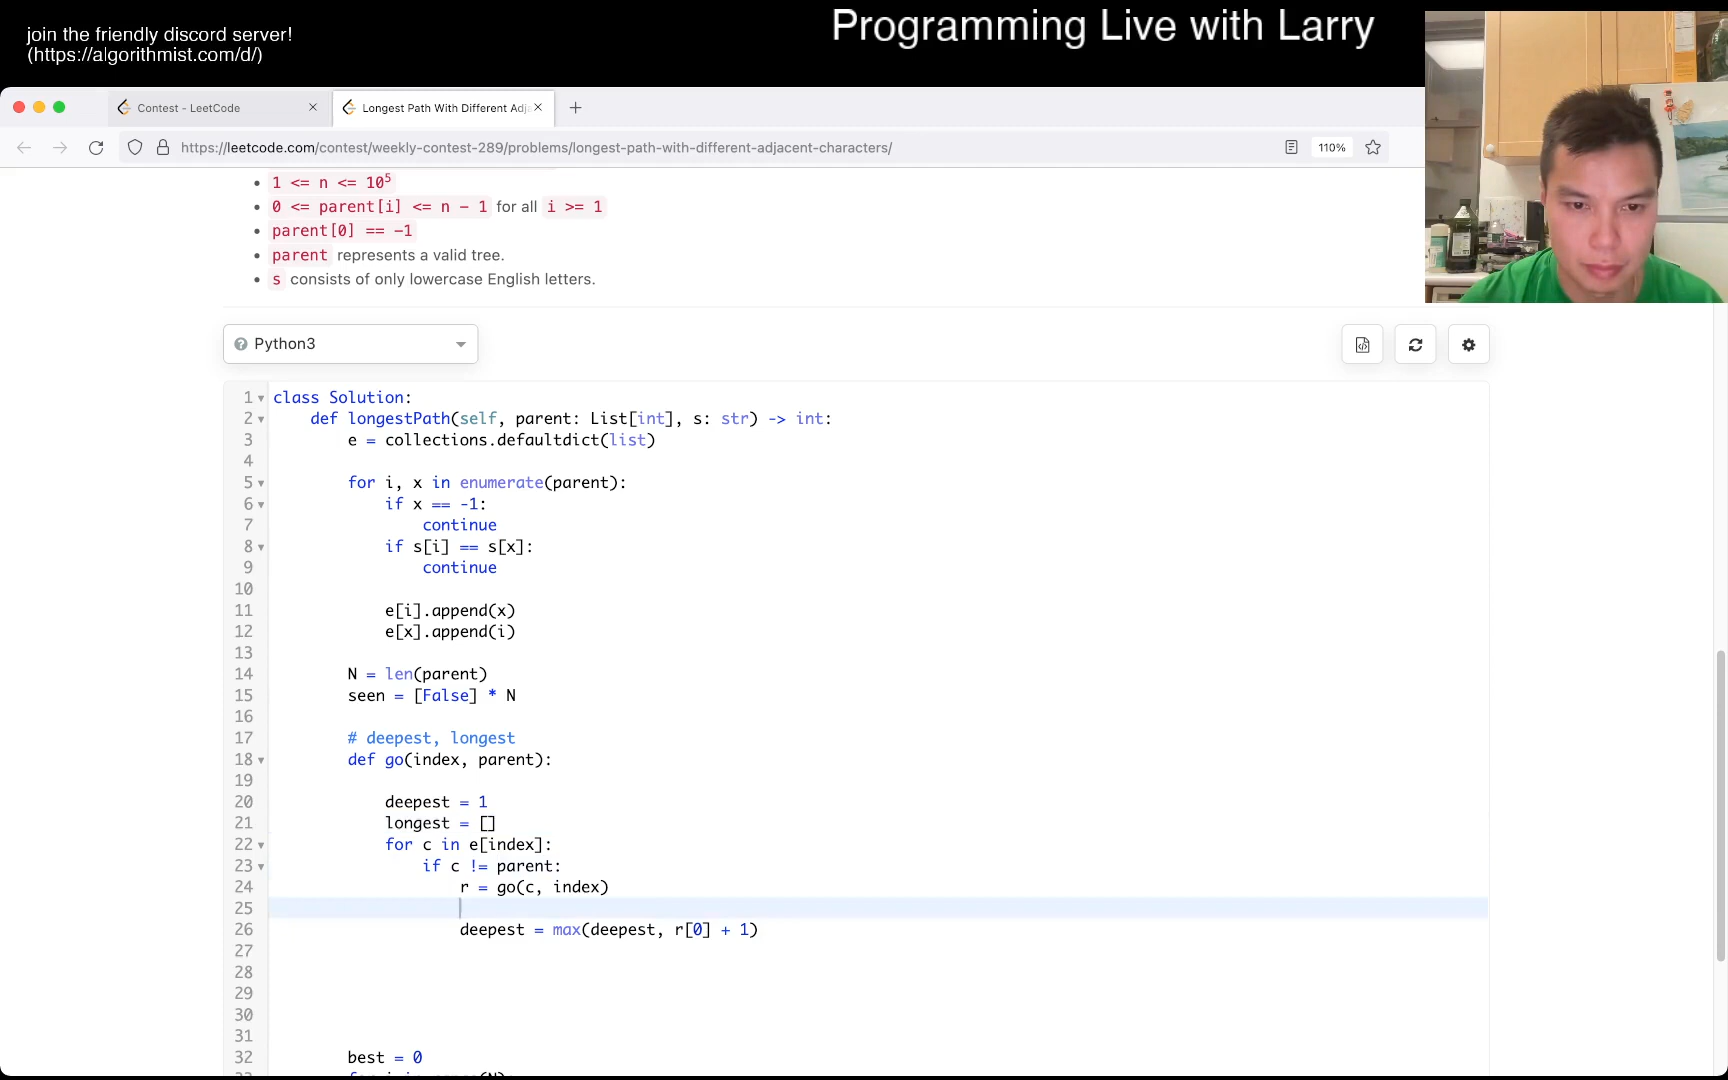 join the friendly discord server!
(https://algorithmist.com/d/)
Programming Live with Larry
Contest - LeetCode
Longest Path With Different Adj
https://leetcode.com/contest/weekly-contest-289/problems/longest-path-with-different-adjacent-characters/
110%
1 <= n <= 10⁵
0 <= parent[i] <= n - 1 for all i >= 1
parent[0] == -1
parent represents a valid tree.
s consists of only lowercase English letters.
Python3
1 class Solution:
2     def longestPath(self, parent: List[int], s: str) -> int:
3         e = collections.defaultdict(list)
4
5         for i, x in enumerate(parent):
6             if x == -1:
7                 continue
8             if s[i] == s[x]:
9                 continue
10
11             e[i].append(x)
12             e[x].append(i)
13
14         N = len(parent)
15         seen = [False] * N
16
17         # deepest, longest
18         def go(index, parent):
19
20             deepest = 1
21             longest = []
22             for c in e[index]:
23                 if c != parent:
24                     r = go(c, index)
25
26                     deepest = max(deepest, r[0] + 1)
27
28
29
30
31
32         best = 0